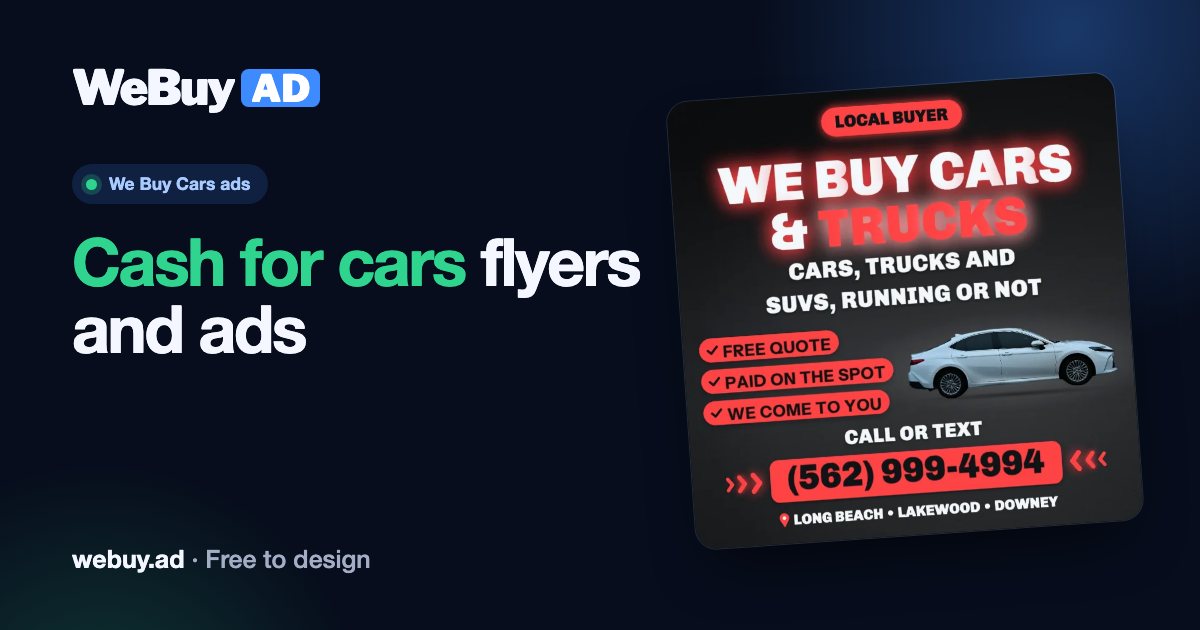 WeBuy AD
We Buy Cars ads
Cash for cars flyers
and ads
webuy.ad · Free to design
LOCAL BUYER
WE BUY CARS
& TRUCKS
CARS, TRUCKS AND
SUVS, RUNNING OR NOT
✓ FREE QUOTE
✓ PAID ON THE SPOT
✓ WE COME TO YOU
CALL OR TEXT
(562) 999-4994
LONG BEACH • LAKEWOOD • DOWNEY